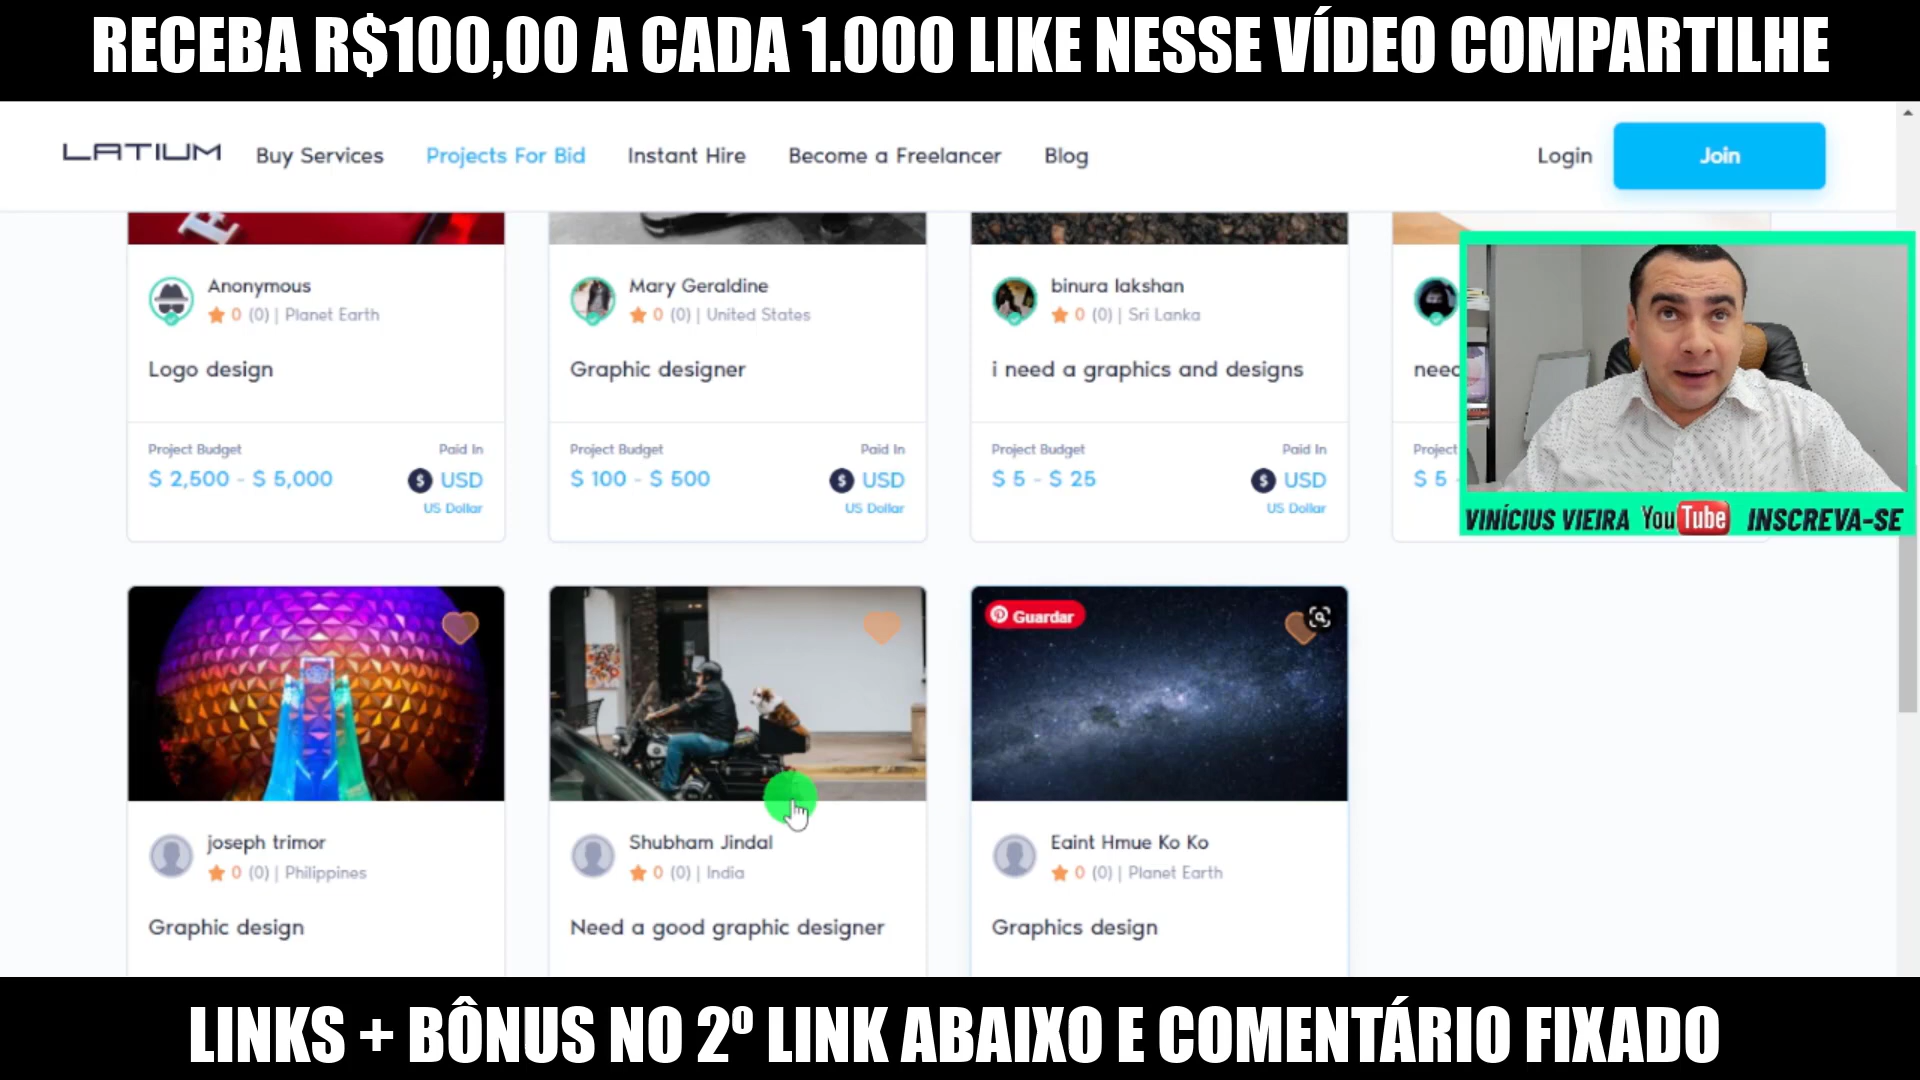 RECEBA R$100,00 A CADA 1.000 LIKE NESSE VÍDEO COMPARTILHE
LATIUM Buy Services Projects For Bid Instant Hire Become a Freelancer Blog Login Join
Anonymous
0 (0) | Planet Earth
Logo design
Project Budget Paid In
$ 2,500 - $ 5,000 $ USD
US Dollar
Mary Geraldine
0 (0) | United States
Graphic designer
Project Budget Paid In
$ 100 - $ 500 $ USD
US Dollar
binura lakshan
0 (0) | Sri Lanka
i need a graphics and designs
Project Budget Paid In
$ 5 - $ 25 $ USD
US Dollar
need
Project
$ 5 -
VINÍCIUS VIEIRA YouTube INSCREVA-SE
joseph trimor
0 (0) | Philippines
Graphic design
Shubham Jindal
0 (0) | India
Need a good graphic designer
Guardar
Eaint Hmue Ko Ko
0 (0) | Planet Earth
Graphics design
LINKS + BÔNUS NO 2º LINK ABAIXO E COMENTÁRIO FIXADO